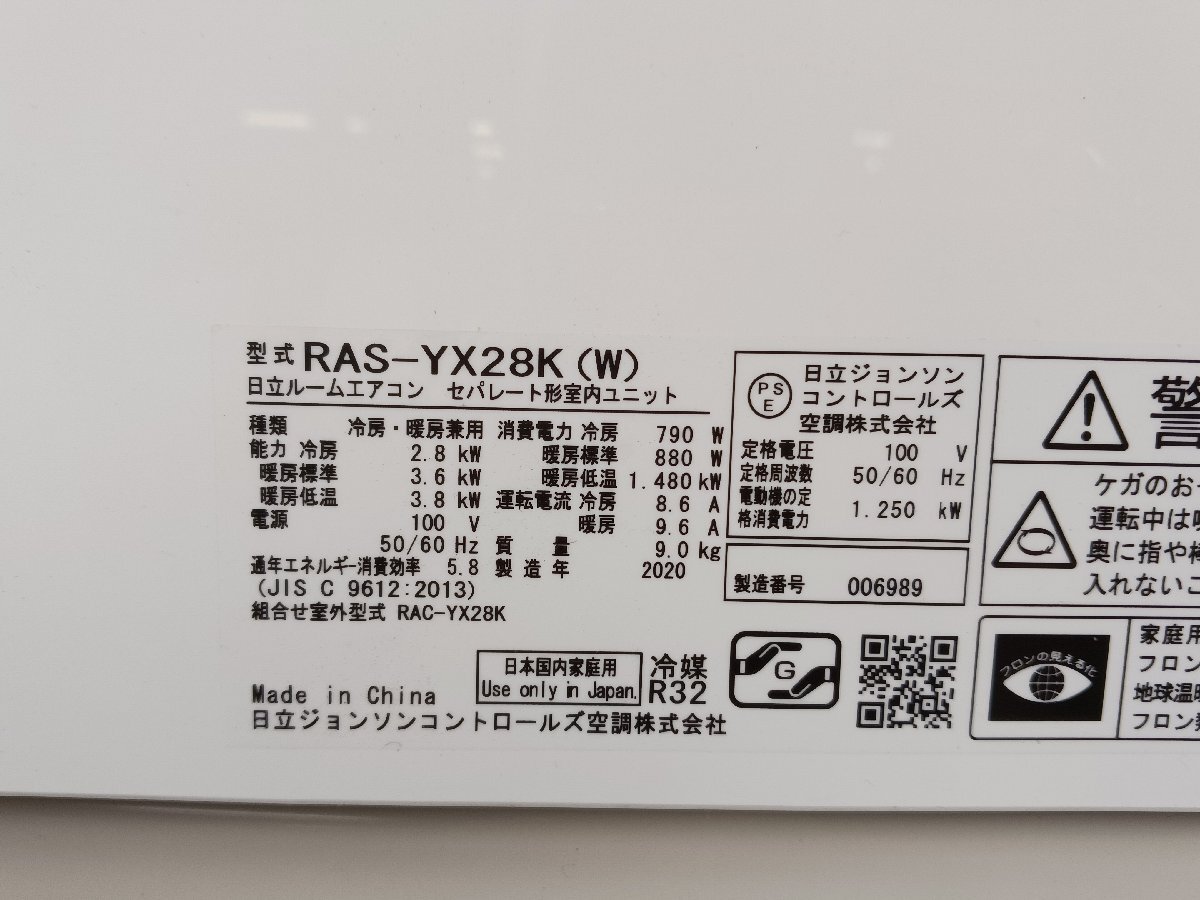 型式 RAS-YX28K (W)
日立ルームエアコン セパレート形室内ユニット
種類 冷房・暖房兼用
能力 冷房 2.8 kW
暖房標準 3.6 kW
暖房低温 3.8 kW
電源 100 V
50/60 Hz
通年エネルギー消費効率 5.8
(JIS C 9612:2013)
組合せ室外型式 RAC-YX28K
消費電力 冷房 790 W
暖房標準 880 W
暖房低温 1.480 kW
運転電流 冷房 8.6 A
暖房 9.6 A
質量 9.0 kg
製造年 2020
PS
E
日立ジョンソン
コントロールズ
空調株式会社
定格電圧 100 V
定格周波数 50/60 Hz
電動機の定
格消費電力 1.250 kW
製造番号 006989
Made in China
日本国内家庭用
Use only in Japan.
冷媒
R32
G
日立ジョンソンコントロールズ空調株式会社
ケガのお
運転中は
奥に指や
入れないこ
フロンの見える化
家庭用
フロン
地球温暖
フロン